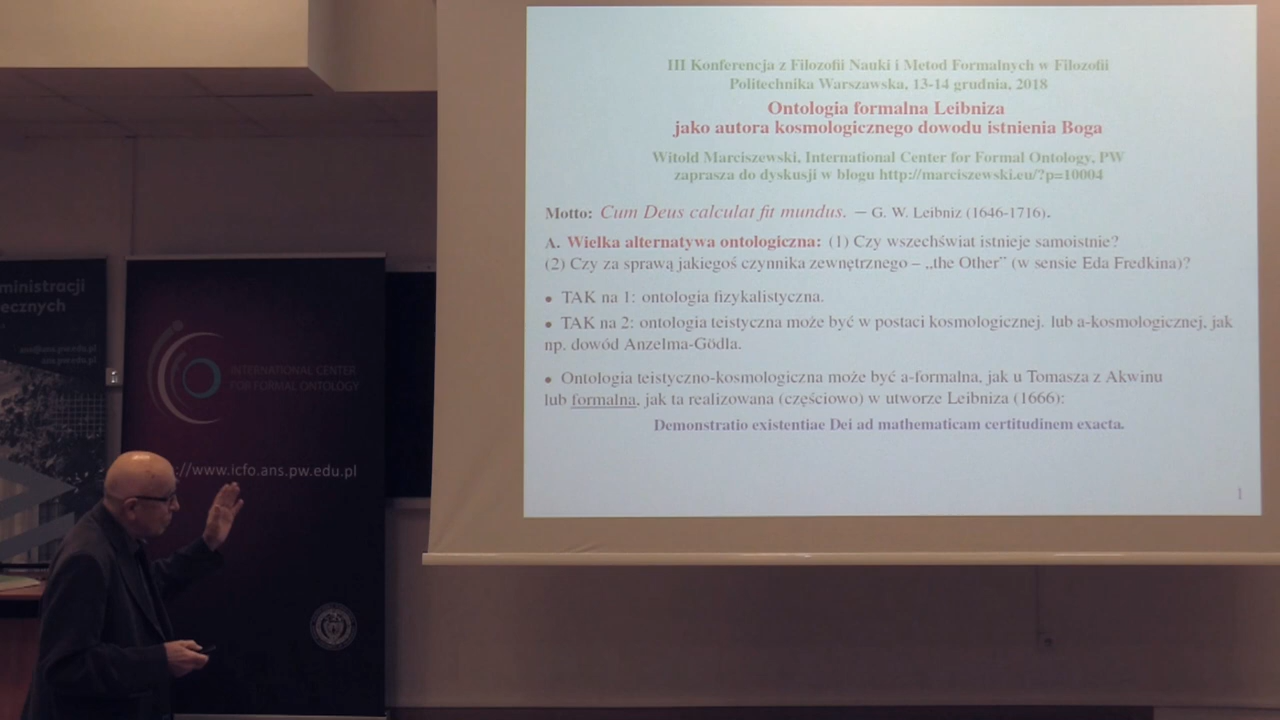 III Konferencja z Filozofii Nauki i Metod Formalnych w Filozofii
Politechnika Warszawska, 13-14 grudnia, 2018
Ontologia formalna Leibniza
jako autora kosmologicznego dowodu istnienia Boga
Witold Marciszewski, International Center for Formal Ontology, PW
zaprasza do dyskusji w blogu http://marciszewski.eu/?p=10004
Motto: Cum Deus calculat fit mundus. — G. W. Leibniz (1646-1716).
A. Wielka alternatywa ontologiczna: (1) Czy wszechświat istnieje samoistnie?
(2) Czy za sprawą jakiegoś czynnika zewnętrznego – „the Other” (w sensie Eda Fredkina)?
• TAK na 1: ontologia fizykalistyczna.
• TAK na 2: ontologia teistyczna może być w postaci kosmologicznej. lub a-kosmologicznej, jak
np. dowód Anzelma-Gödla.
• Ontologia teistyczno-kosmologiczna może być a-formalna, jak u Tomasza z Akwinu
lub formalna, jak ta realizowana (częściowo) w utworze Leibniza (1666):
Demonstratio existentiae Dei ad mathematicam certitudinem exacta.
1
ministracji
ecznych
ans.pw.edu.pl
INTERNATIONAL CENTER
FOR FORMAL ONTOLOGY
://www.icfo.ans.pw.edu.pl